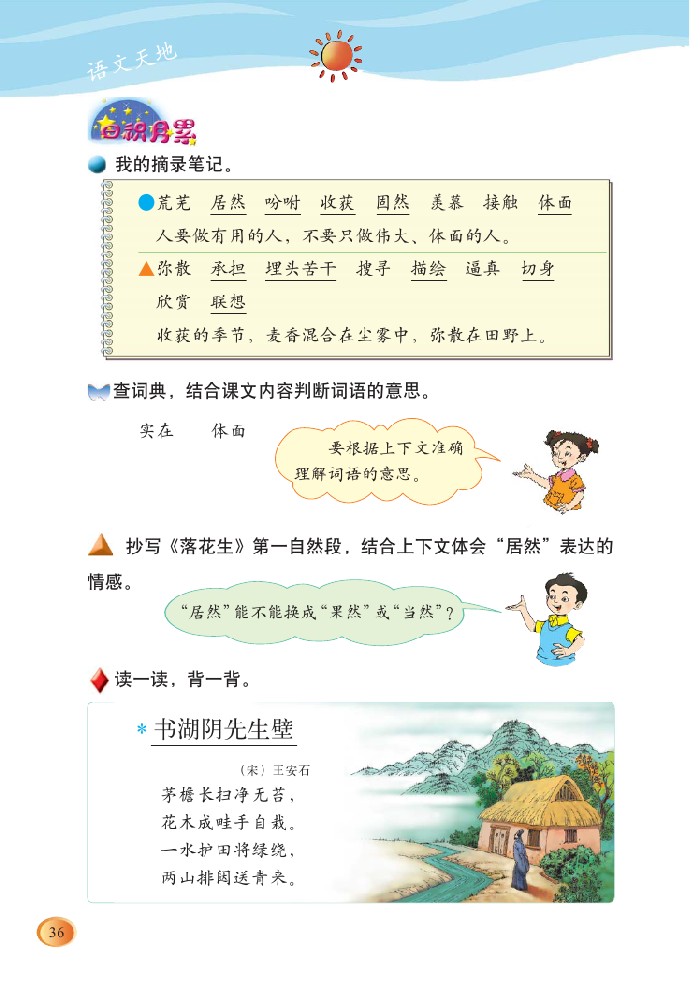 语文天地
日积月累
我的摘录笔记。
荒芜 居然 吩咐 收获 固然 羡慕 接触 体面
人要做有用的人，不要只做伟大、体面的人。
弥散 承担 埋头苦干 搜寻 描绘 逼真 切身
欣赏 联想
收获的季节，麦香混合在尘雾中，弥散在田野上。
查词典，结合课文内容判断词语的意思。
实在 体面
要根据上下文准确
理解词语的意思。
抄写《落花生》第一自然段，结合上下文体会“居然”表达的
情感。
“居然”能不能换成“果然”或“当然”？
读一读，背一背。
*书湖阴先生壁
（宋）王安石
茅檐长扫净无苔，
花木成畦手自栽。
一水护田将绿绕，
两山排闼送青来。
36